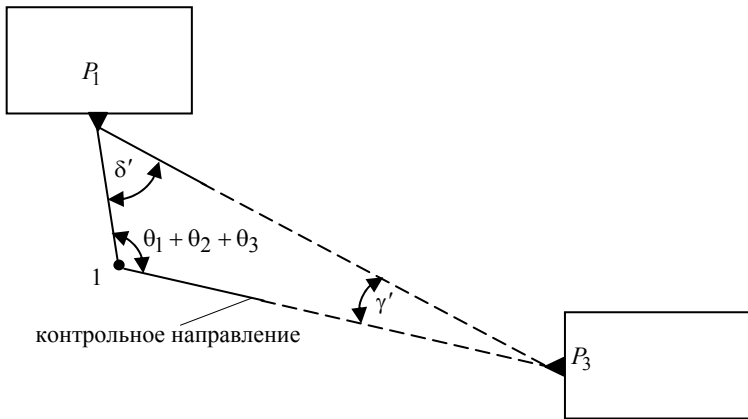 P₁
δ′
θ₁ + θ₂ + θ₃
1
γ′
контрольное направление
P₃